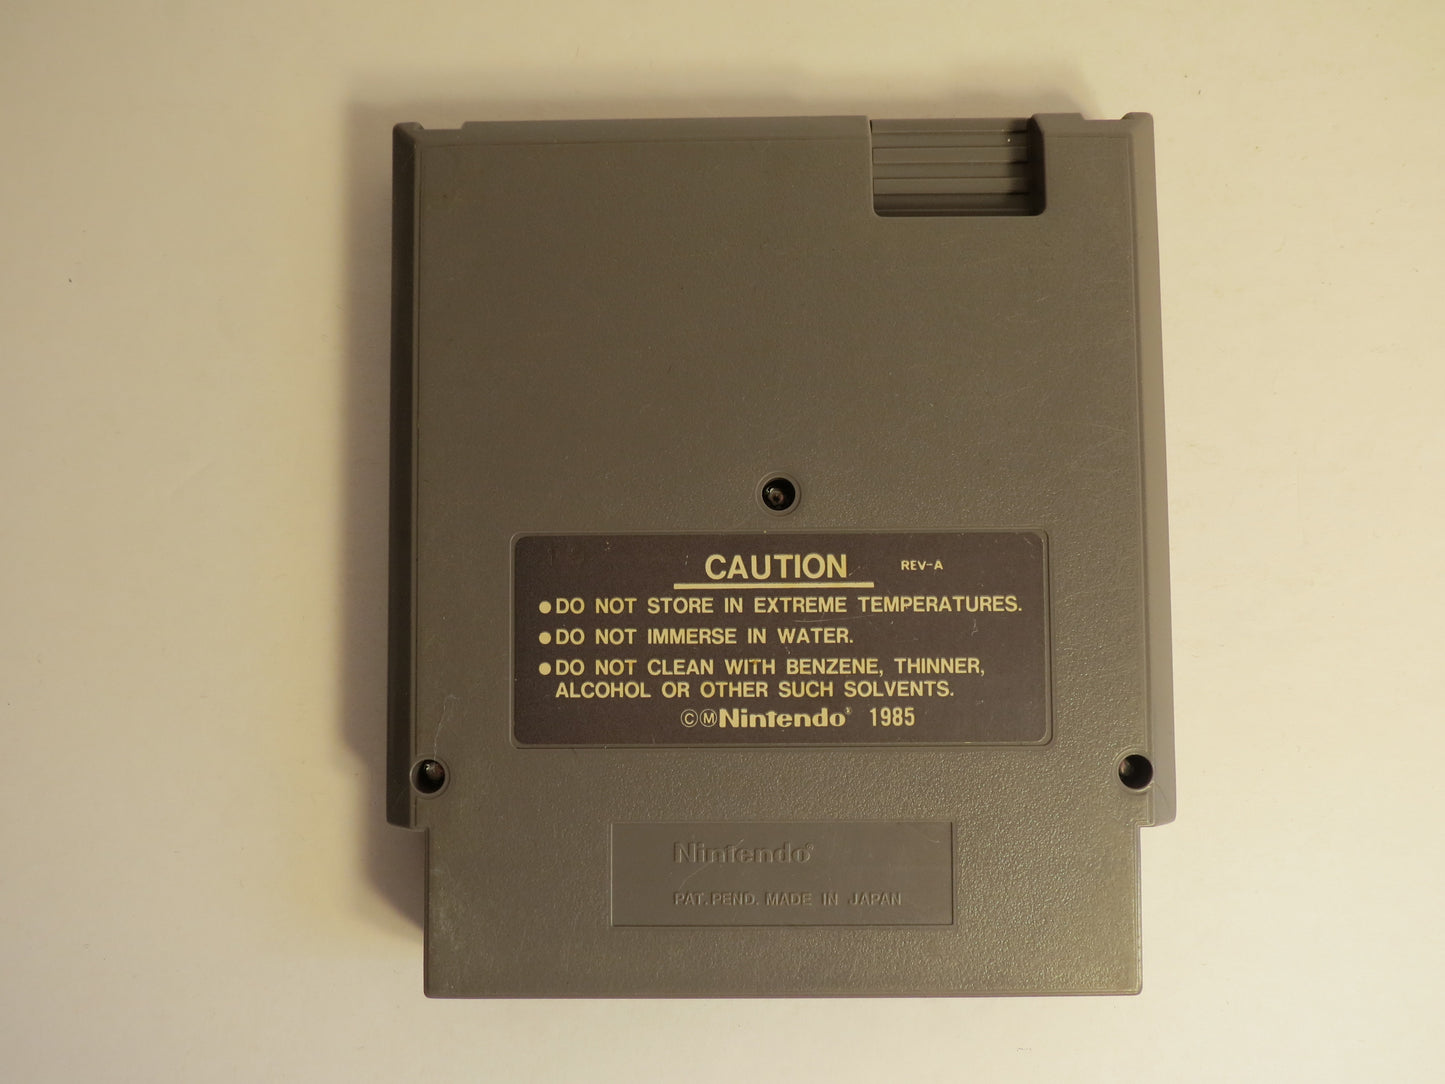 CAUTION REV-A
●DO NOT STORE IN EXTREME TEMPERATURES.
●DO NOT IMMERSE IN WATER.
●DO NOT CLEAN WITH BENZENE, THINNER,
ALCOHOL OR OTHER SUCH SOLVENTS.
©ⓂNintendo® 1985
Nintendo®
PAT. PEND. MADE IN JAPAN